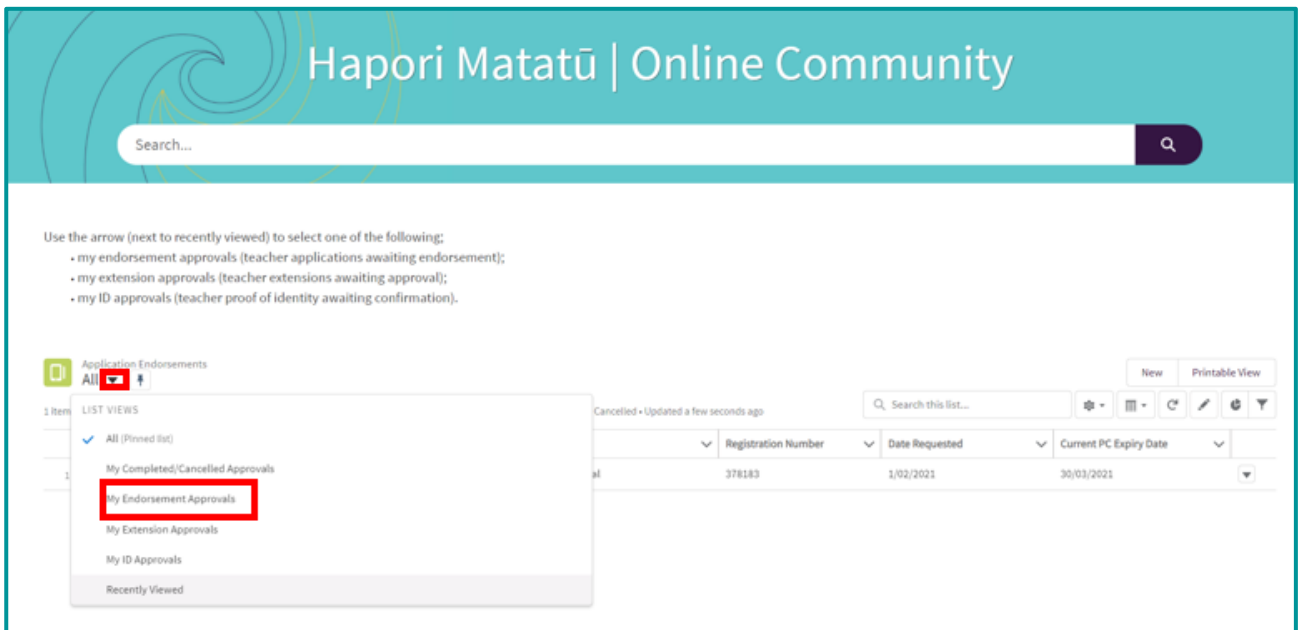 Hapori Matatū | Online Community
Search...
Use the arrow (next to recently viewed) to select one of the following;
• my endorsement approvals (teacher applications awaiting endorsement);
• my extension approvals (teacher extensions awaiting approval);
• my ID approvals (teacher proof of identity awaiting confirmation).
Application Endorsements
All
New Printable View
1 item Cancelled • Updated a few seconds ago
Search this list...
LIST VIEWS
All (Pinned list)
My Completed/Cancelled Approvals
My Endorsement Approvals
My Extension Approvals
My ID Approvals
Recently Viewed
Registration Number Date Requested Current PC Expiry Date
1 al 378183 1/02/2021 30/03/2021